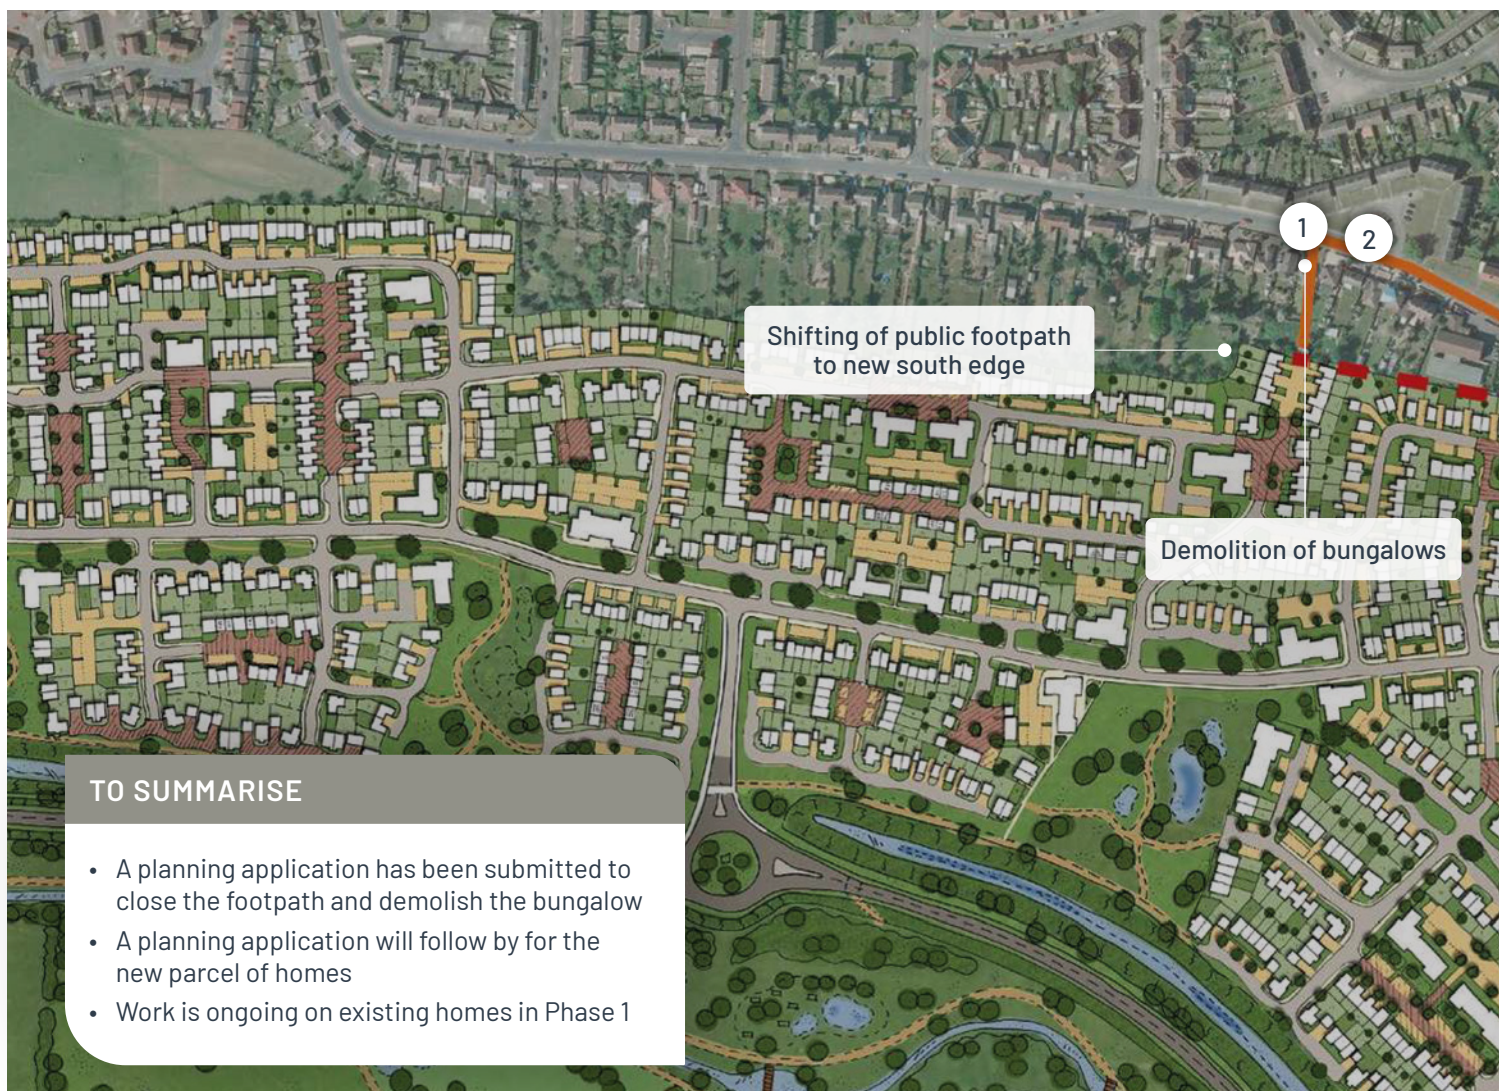 1
2
Shifting of public footpath
to new south edge
Demolition of bungalows
TO SUMMARISE
• A planning application has been submitted to
close the footpath and demolish the bungalow
• A planning application will follow by for the
new parcel of homes
• Work is ongoing on existing homes in Phase 1